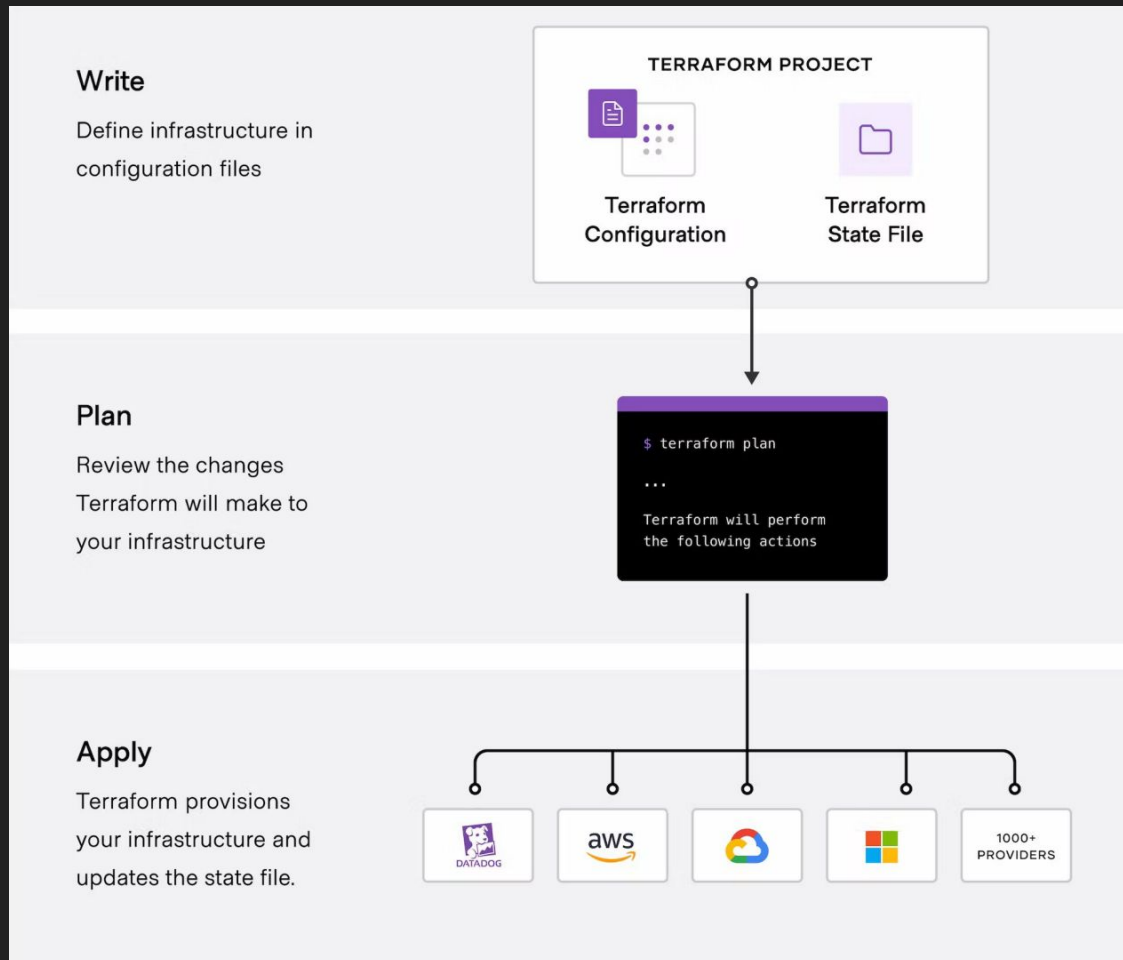 Write
Define infrastructure in
configuration files
TERRAFORM PROJECT
Terraform
Configuration
Terraform
State File
Plan
Review the changes
Terraform will make to
your infrastructure
$ terraform plan
...
Terraform will perform
the following actions
Apply
Terraform provisions
your infrastructure and
updates the state file.
DATADOG
aws
1000+
PROVIDERS